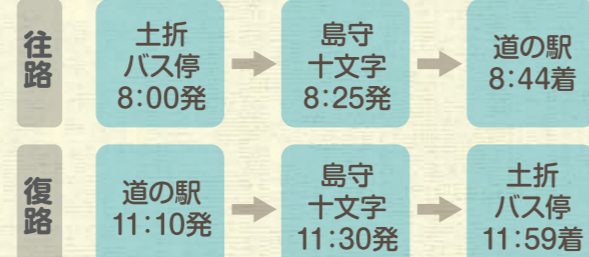 往路
土折
バス停
8:00発
島守
十文字
8:25発
道の駅
8:44着
復路
道の駅
11:10発
島守
十文字
11:30発
土折
バス停
11:59着